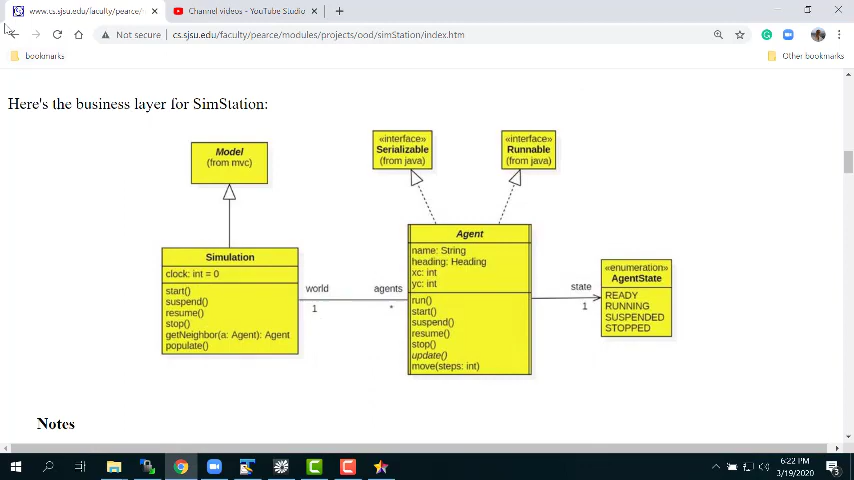 www.cs.sjsu.edu/faculty/pearce/
Channel videos - YouTube Studio
Not secure
cs.sjsu.edu/faculty/pearce/modules/projects/ood/simStation/index.htm
bookmarks
Other bookmarks
Here's the business layer for SimStation:
Model
(from mvc)
«interface»
Serializable
(from java)
«interface»
Runnable
(from java)
Simulation
clock: int = 0
start()
suspend()
resume()
stop()
getNeighbor(a: Agent): Agent
populate()
world
1
agents
*
Agent
name: String
heading: Heading
xc: int
yc: int
run()
start()
suspend()
resume()
stop()
update()
move(steps: int)
state
1
«enumeration»
AgentState
READY
RUNNING
SUSPENDED
STOPPED
Notes
6:22 PM
3/19/2020
3